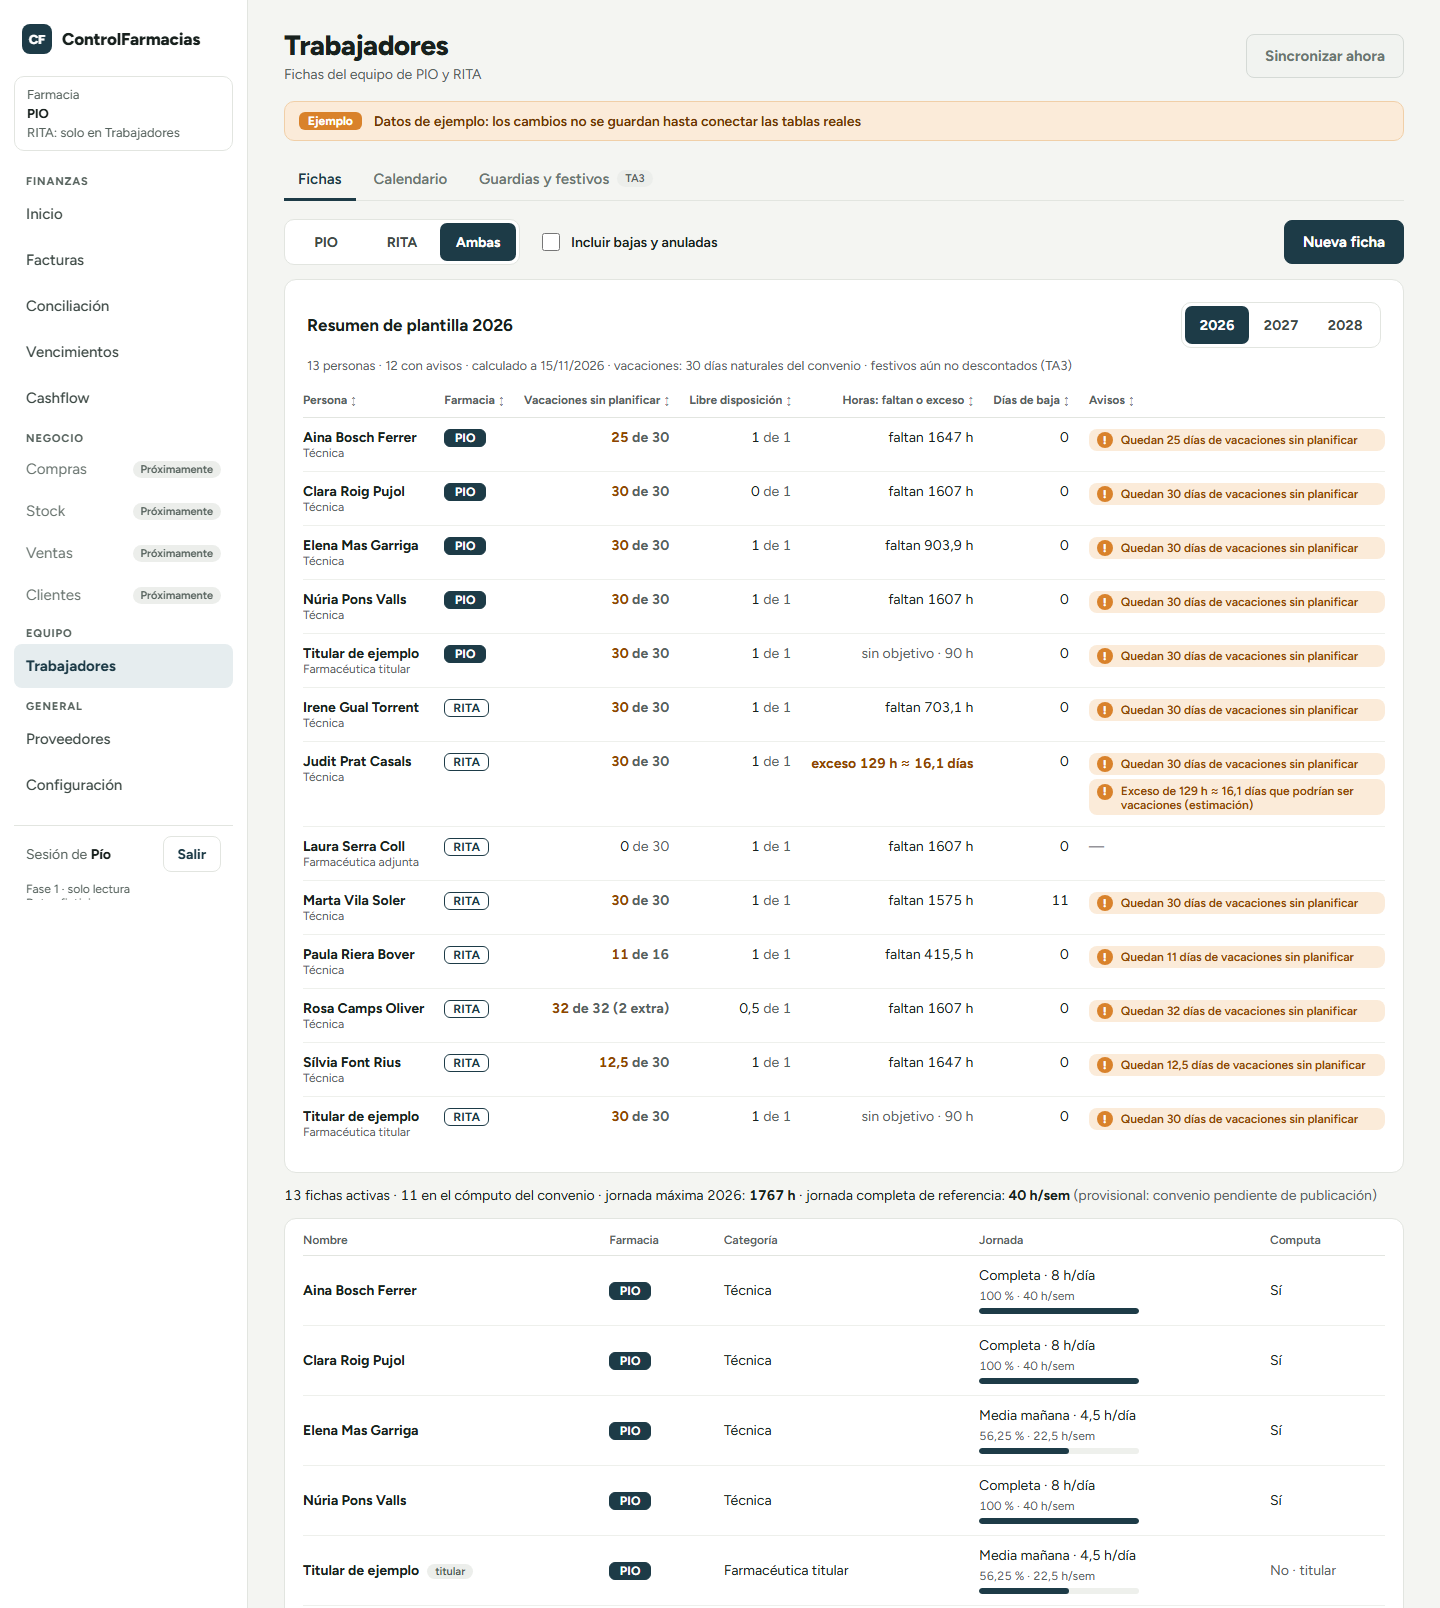 CF ControlFarmacias
Farmacia
PIO
RITA: solo en Trabajadores
FINANZAS
Inicio
Facturas
Conciliación
Vencimientos
Cashflow
NEGOCIO
Compras Próximamente
Stock Próximamente
Ventas Próximamente
Clientes Próximamente
EQUIPO
Trabajadores
GENERAL
Proveedores
Configuración
Sesión de Pío Salir
Fase 1 · solo lectura
Trabajadores
Fichas del equipo de PIO y RITA
Sincronizar ahora
Ejemplo Datos de ejemplo: los cambios no se guardan hasta conectar las tablas reales
Fichas Calendario Guardias y festivos TA3
PIO RITA Ambas Incluir bajas y anuladas Nueva ficha
Resumen de plantilla 2026 2026 2027 2028
13 personas · 12 con avisos · calculado a 15/11/2026 · vacaciones: 30 días naturales del convenio · festivos aún no descontados (TA3)
Persona ↕ Farmacia ↕ Vacaciones sin planificar ↕ Libre disposición ↕ Horas: faltan o exceso ↕ Días de baja ↕ Avisos ↕
Aina Bosch Ferrer PIO 25 de 30 1 de 1 faltan 1647 h 0 ! Quedan 25 días de vacaciones sin planificar
Técnica
Clara Roig Pujol PIO 30 de 30 0 de 1 faltan 1607 h 0 ! Quedan 30 días de vacaciones sin planificar
Técnica
Elena Mas Garriga PIO 30 de 30 1 de 1 faltan 903,9 h 0 ! Quedan 30 días de vacaciones sin planificar
Técnica
Núria Pons Valls PIO 30 de 30 1 de 1 faltan 1607 h 0 ! Quedan 30 días de vacaciones sin planificar
Técnica
Titular de ejemplo PIO 30 de 30 1 de 1 sin objetivo · 90 h 0 ! Quedan 30 días de vacaciones sin planificar
Farmacéutica titular
Irene Gual Torrent RITA 30 de 30 1 de 1 faltan 703,1 h 0 ! Quedan 30 días de vacaciones sin planificar
Técnica
Judit Prat Casals RITA 30 de 30 1 de 1 exceso 129 h ≈ 16,1 días 0 ! Quedan 30 días de vacaciones sin planificar
Técnica
! Exceso de 129 h ≈ 16,1 días que podrían ser
vacaciones (estimación)
Laura Serra Coll RITA 0 de 30 1 de 1 faltan 1607 h 0 —
Farmacéutica adjunta
Marta Vila Soler RITA 30 de 30 1 de 1 faltan 1575 h 11 ! Quedan 30 días de vacaciones sin planificar
Técnica
Paula Riera Bover RITA 11 de 16 1 de 1 faltan 415,5 h 0 ! Quedan 11 días de vacaciones sin planificar
Técnica
Rosa Camps Oliver RITA 32 de 32 (2 extra) 0,5 de 1 faltan 1607 h 0 ! Quedan 32 días de vacaciones sin planificar
Técnica
Sílvia Font Rius RITA 12,5 de 30 1 de 1 faltan 1647 h 0 ! Quedan 12,5 días de vacaciones sin planificar
Técnica
Titular de ejemplo RITA 30 de 30 1 de 1 sin objetivo · 90 h 0 ! Quedan 30 días de vacaciones sin planificar
Farmacéutica titular
13 fichas activas · 11 en el cómputo del convenio · jornada máxima 2026: 1767 h · jornada completa de referencia: 40 h/sem (provisional: convenio pendiente de publicación)
Nombre Farmacia Categoría Jornada Computa
Aina Bosch Ferrer PIO Técnica Completa · 8 h/día Sí
100 % · 40 h/sem
Clara Roig Pujol PIO Técnica Completa · 8 h/día Sí
100 % · 40 h/sem
Elena Mas Garriga PIO Técnica Media mañana · 4,5 h/día Sí
56,25 % · 22,5 h/sem
Núria Pons Valls PIO Técnica Completa · 8 h/día Sí
100 % · 40 h/sem
Titular de ejemplo titular PIO Farmacéutica titular Media mañana · 4,5 h/día No · titular
56,25 % · 22,5 h/sem